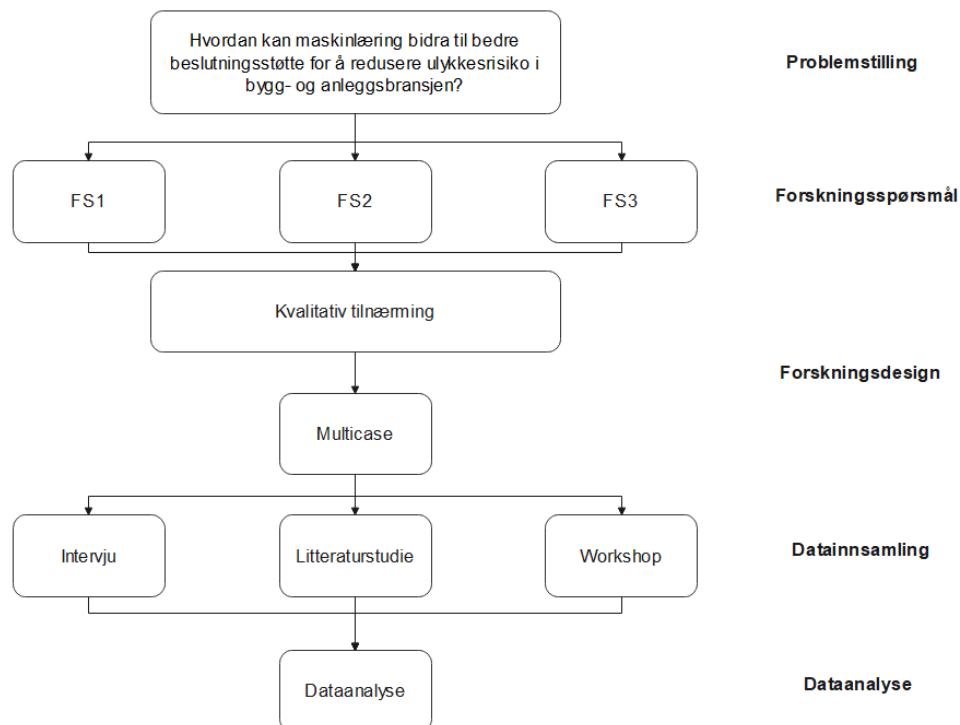 Hvordan kan maskinlæring bidra til bedre
beslutningsstøtte for å redusere ulykkesrisiko i
bygg- og anleggsbransjen?
Problemstilling
FS1
FS2
FS3
Forskningsspørsmål
Kvalitativ tilnærming
Forskningsdesign
Multicase
Intervju
Litteraturstudie
Workshop
Datainnsamling
Dataanalyse
Dataanalyse